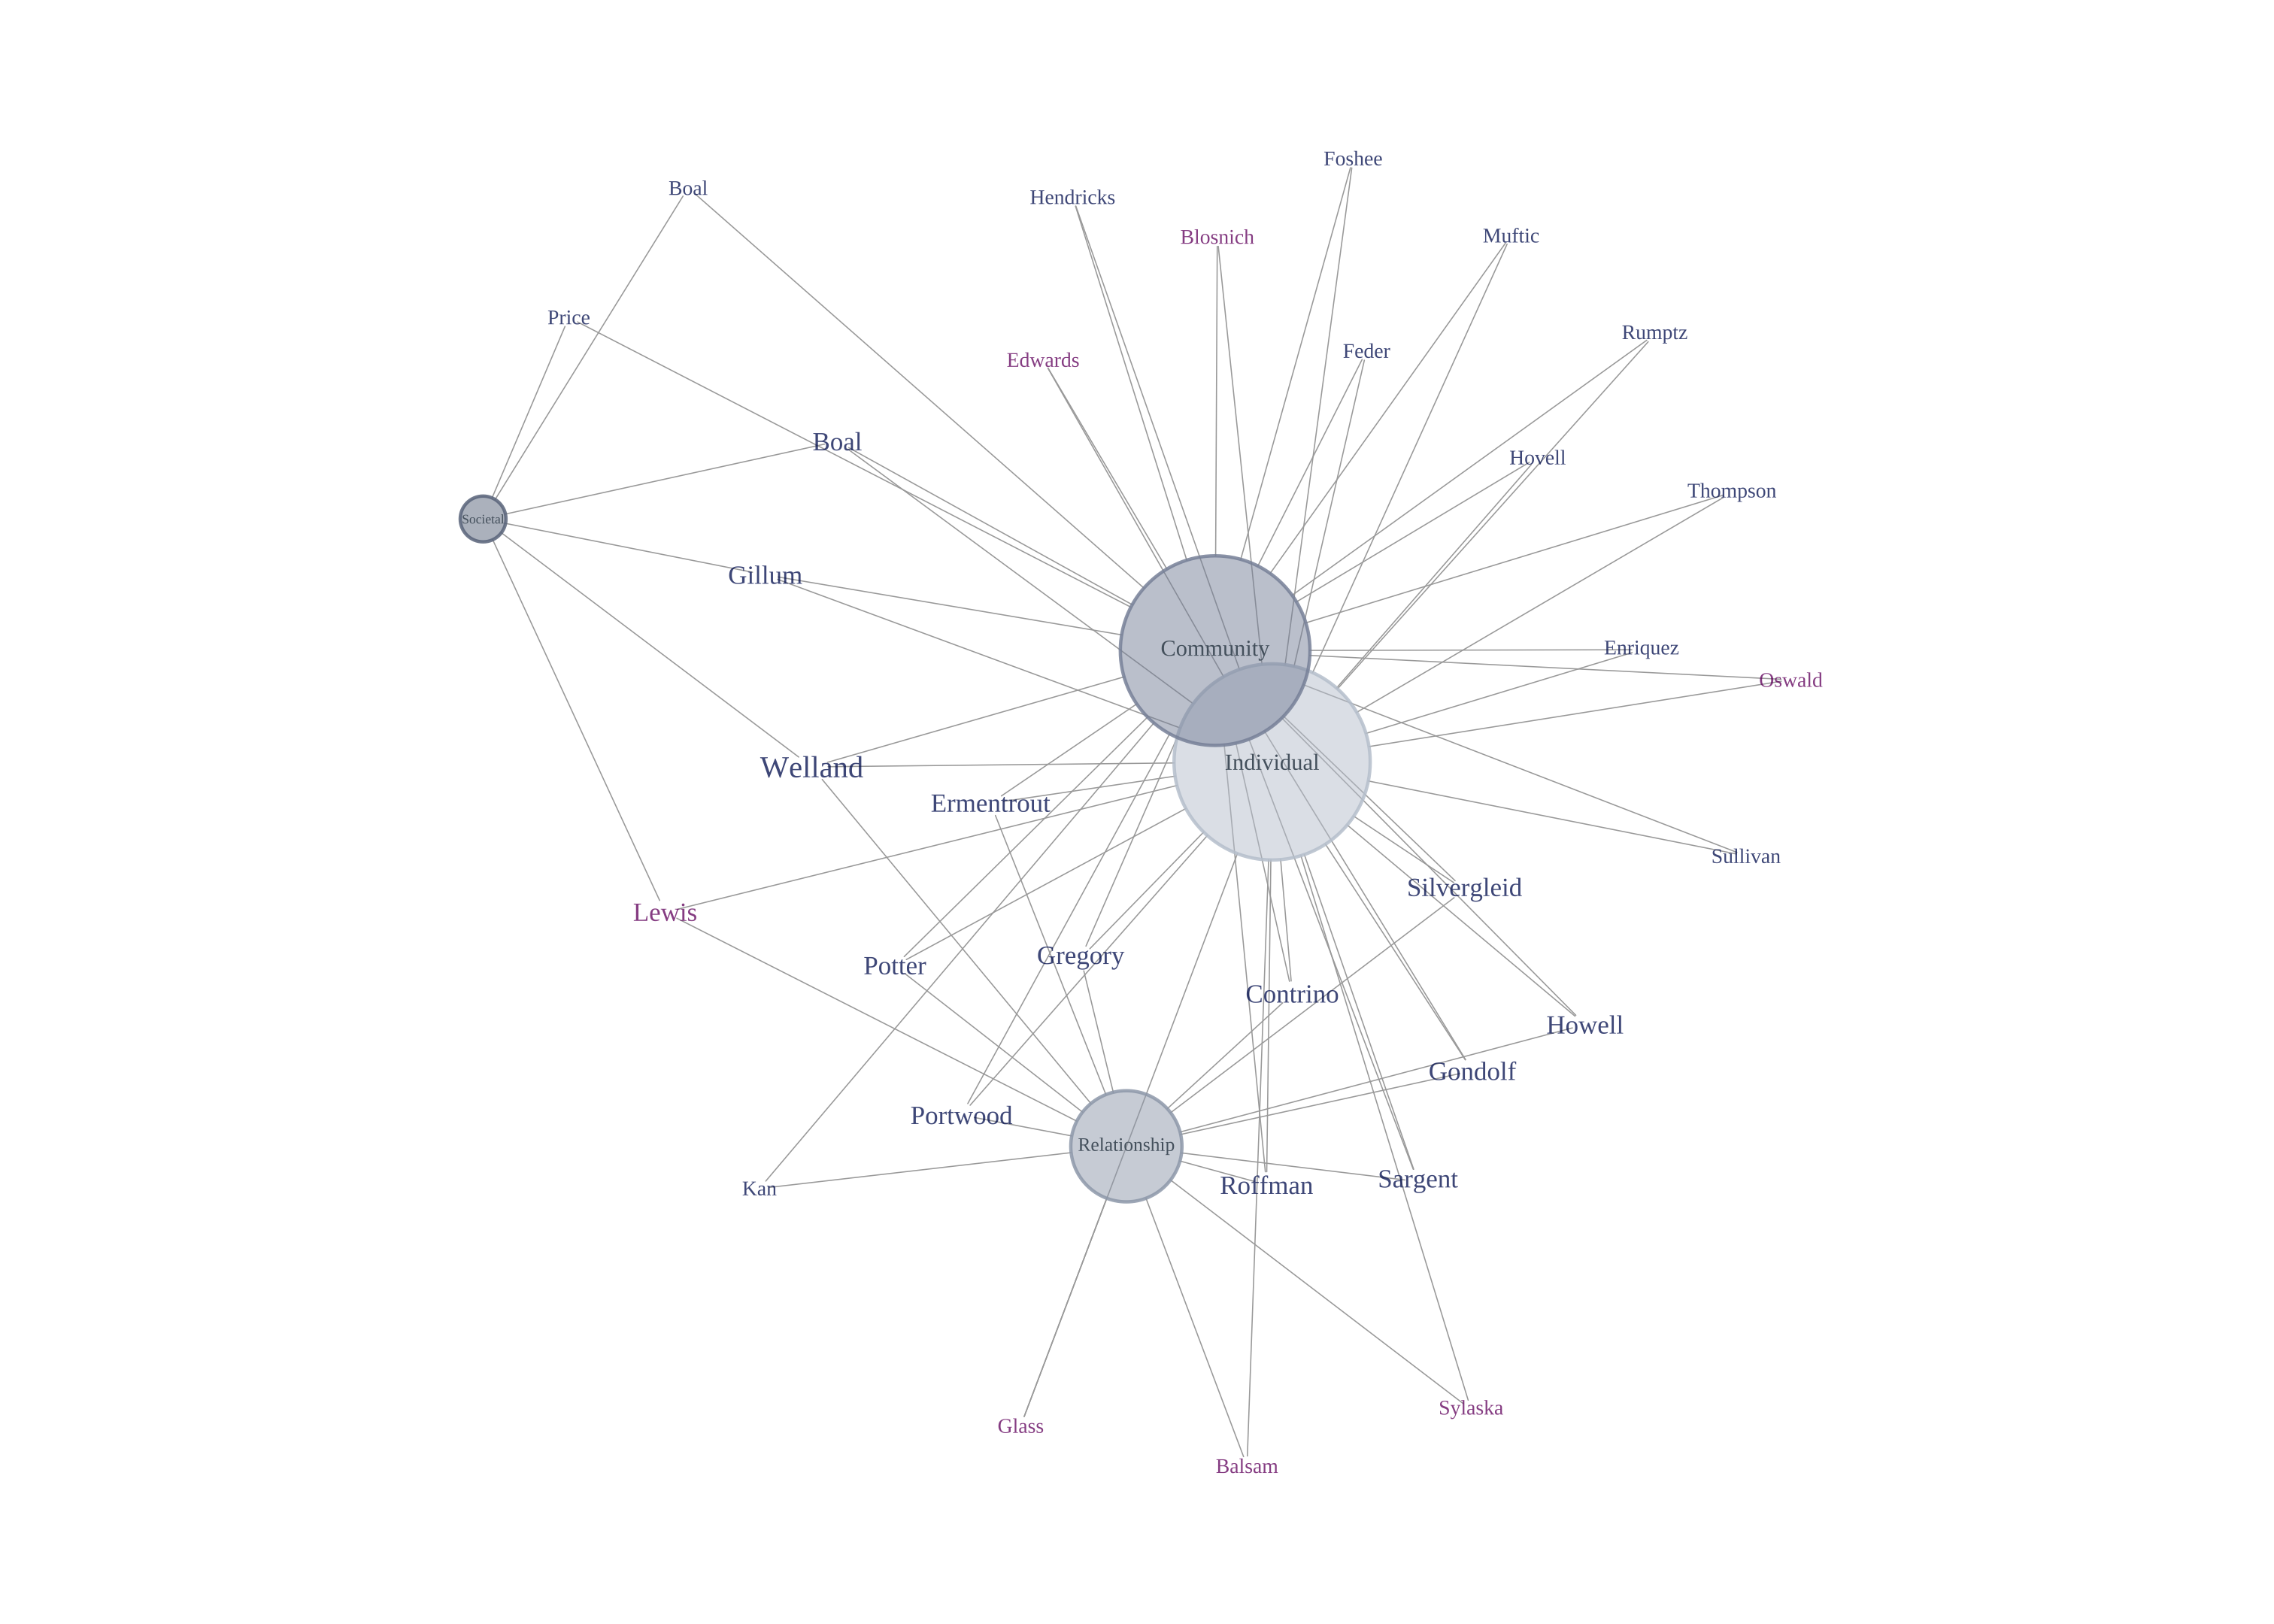 Foshee
Boal
Hendricks
Blosnich
Muftic
Price
Rumptz
Feder
Edwards
Boal
Hovell
Thompson
Societal
Gillum
Community
Enriquez
Oswald
Individual
Welland
Ermentrout
Sullivan
Silvergleid
Lewis
Gregory
Potter
Contrino
Howell
Gondolf
Portwood
Relationship
Sargent
Roffman
Kan
Sylaska
Glass
Balsam